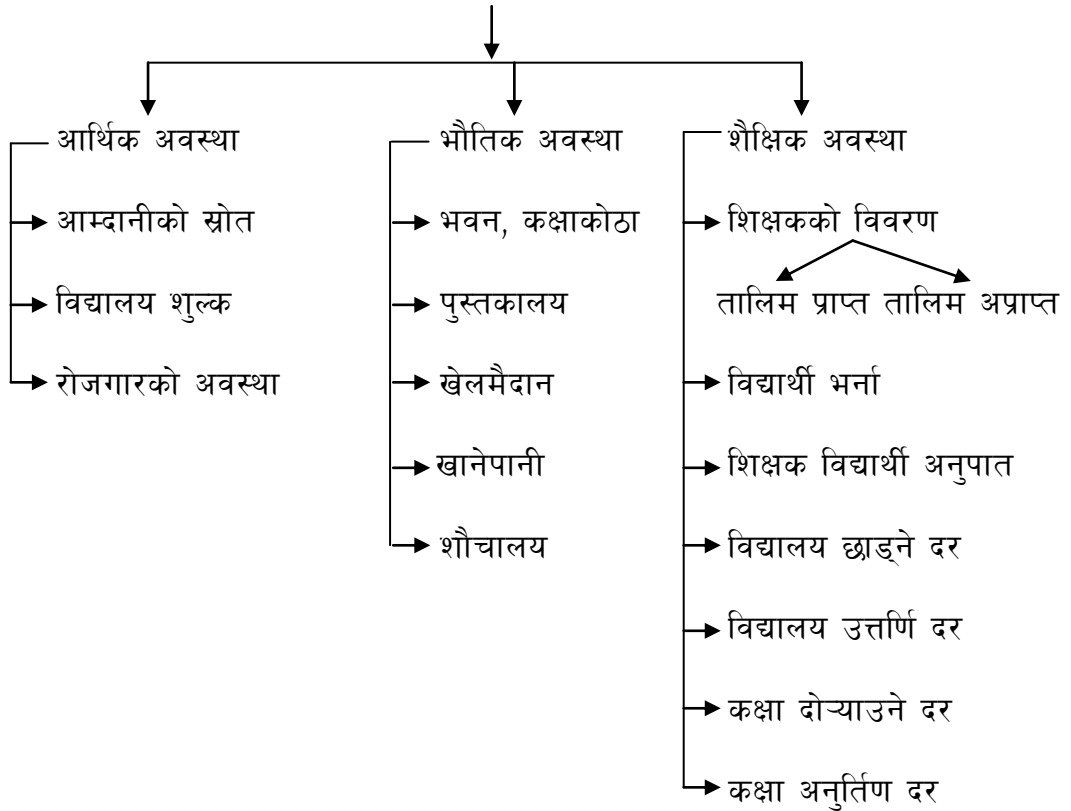 आर्थिक अवस्था
आम्दानीको स्रोत
विद्यालय शुल्क
रोजगारको अवस्था
भौतिक अवस्था
भवन, कक्षाकोठा
पुस्तकालय
खेलमैदान
खानेपानी
शौचालय
शैक्षिक अवस्था
शिक्षकको विवरण
तालिम प्राप्त तालिम अप्राप्त
विद्यार्थी भर्ना
शिक्षक विद्यार्थी अनुपात
विद्यालय छाड्ने दर
विद्यालय उत्तर्णि दर
कक्षा दोऱ्याउने दर
कक्षा अनुर्तिण दर